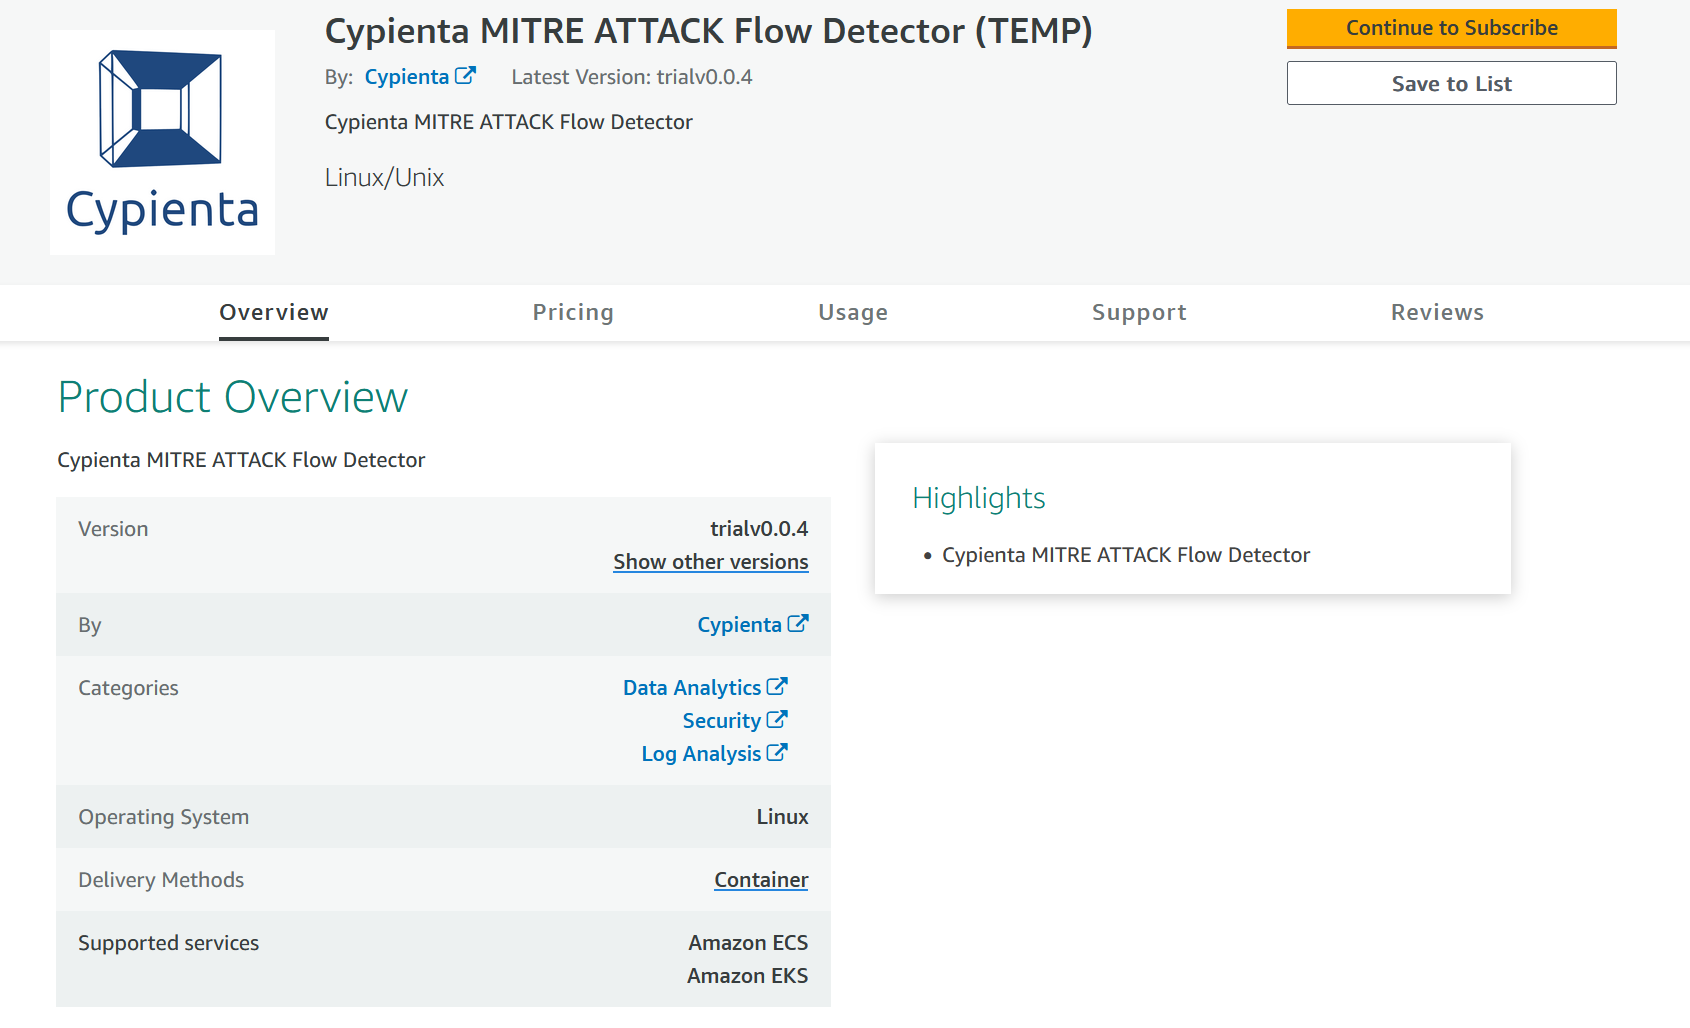 Cypienta
Cypienta MITRE ATTACK Flow Detector (TEMP)
By: Cypienta Latest Version: trialv0.0.4
Cypienta MITRE ATTACK Flow Detector
Linux/Unix
Continue to Subscribe
Save to List
Overview Pricing Usage Support Reviews
Product Overview
Cypienta MITRE ATTACK Flow Detector
Version trialv0.0.4
Show other versions
By Cypienta
Categories Data Analytics
Security
Log Analysis
Operating System Linux
Delivery Methods Container
Supported services Amazon ECS
Amazon EKS
Highlights
• Cypienta MITRE ATTACK Flow Detector